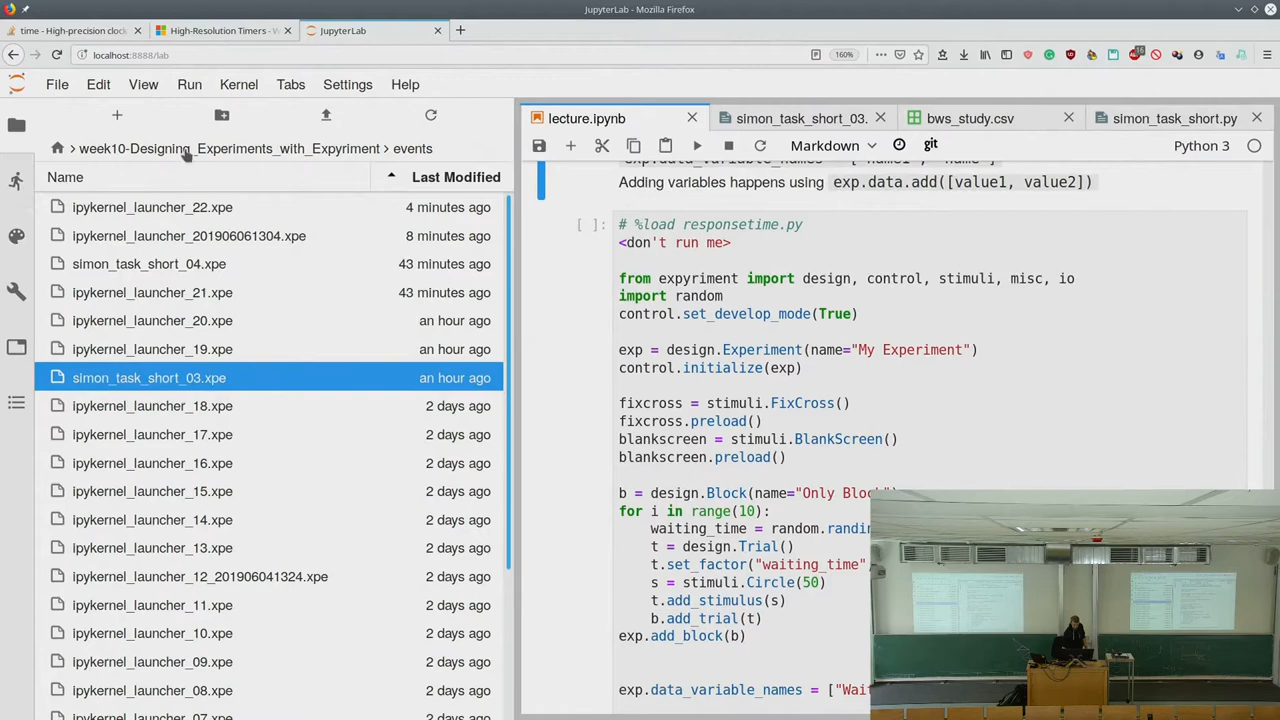 JupyterLab - Mozilla Firefox
time - High-precision clock
High-Resolution Timers - W
JupyterLab
localhost:8888/lab
160%
16
File Edit View Run Kernel Tabs Settings Help
week10-Designing_Experiments_with_Expyriment
events
Name
Last Modified
ipykernel_launcher_22.xpe 4 minutes ago
ipykernel_launcher_201906061304.xpe 8 minutes ago
simon_task_short_04.xpe 43 minutes ago
ipykernel_launcher_21.xpe 43 minutes ago
ipykernel_launcher_20.xpe an hour ago
ipykernel_launcher_19.xpe an hour ago
simon_task_short_03.xpe an hour ago
ipykernel_launcher_18.xpe 2 days ago
ipykernel_launcher_17.xpe 2 days ago
ipykernel_launcher_16.xpe 2 days ago
ipykernel_launcher_15.xpe 2 days ago
ipykernel_launcher_14.xpe 2 days ago
ipykernel_launcher_13.xpe 2 days ago
ipykernel_launcher_12_201906041324.xpe 2 days ago
ipykernel_launcher_11.xpe 2 days ago
ipykernel_launcher_10.xpe 2 days ago
ipykernel_launcher_09.xpe 2 days ago
ipykernel_launcher_08.xpe 2 days ago
ipykernel_launcher_07.xpe 2 days ago
lecture.ipynb
simon_task_short_03.
bws_study.csv
simon_task_short.py
Markdown
git
Python 3
Adding variables happens using exp.data.add([value1, value2])
[ ]:
# %load responsetime.py
<don't run me>
from expyriment import design, control, stimuli, misc, io
import random
control.set_develop_mode(True)
exp = design.Experiment(name="My Experiment")
control.initialize(exp)
fixcross = stimuli.FixCross()
fixcross.preload()
blankscreen = stimuli.BlankScreen()
blankscreen.preload()
b = design.Block(name="Only Bloc
for i in range(10):
waiting_time = random.randin
t = design.Trial()
t.set_factor("waiting_time",
s = stimuli.Circle(50)
t.add_stimulus(s)
b.add_trial(t)
exp.add_block(b)
exp.data_variable_names = ["Wai